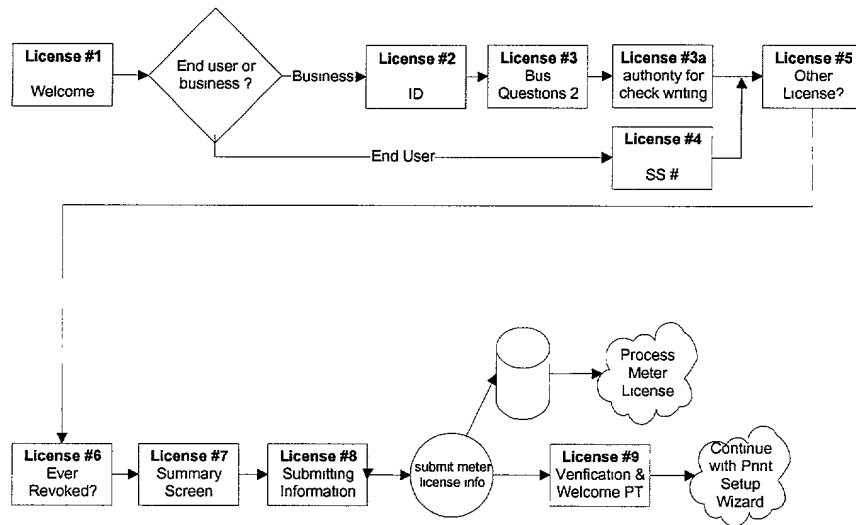 License #1
Welcome
End user or
business ?
Business
License #2
ID
License #3
Bus
Questions 2
License #3a
authority for
check writing
License #5
Other
License?
End User
License #4
SS #
License #6
Ever
Revoked?
License #7
Summary
Screen
License #8
Submitting
Information
submit meter
license info
Process
Meter
License
License #9
Verification &
Welcome PT
Continue
with Print
Setup
Wizard